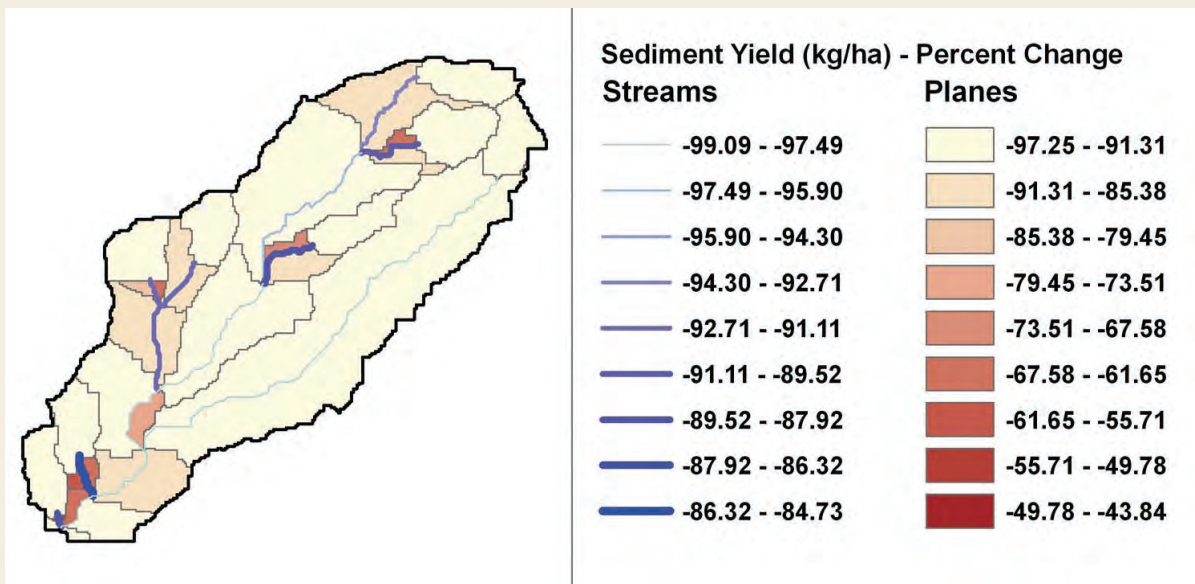 Sediment Yield (kg/ha) - Percent Change
Streams Planes
-99.09 - -97.49 -97.25 - -91.31
-97.49 - -95.90 -91.31 - -85.38
-95.90 - -94.30 -85.38 - -79.45
-94.30 - -92.71 -79.45 - -73.51
-92.71 - -91.11 -73.51 - -67.58
-91.11 - -89.52 -67.58 - -61.65
-89.52 - -87.92 -61.65 - -55.71
-87.92 - -86.32 -55.71 - -49.78
-86.32 - -84.73 -49.78 - -43.84